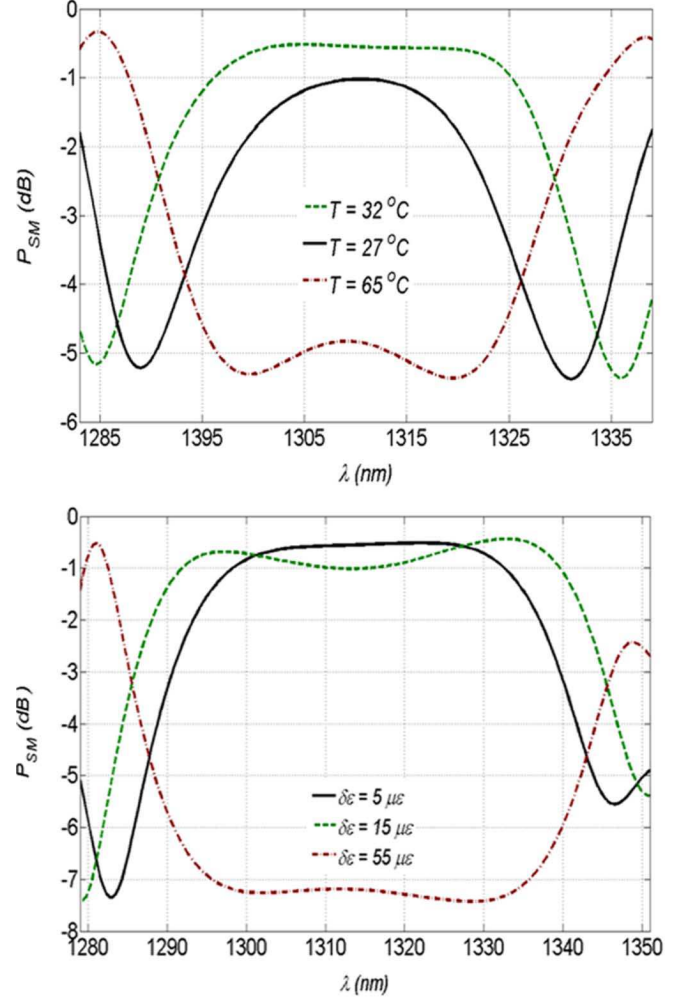 0
-1
-2
-3
-4
-5
-6
P_SM (dB)
T = 32 °C
T = 27 °C
T = 65 °C
1285 1395 1305 1315 1325 1335
λ (nm)
0
-1
-2
-3
-4
-5
-6
-7
-8
P_SM (dB)
δε = 5 με
δε = 15 με
δε = 55 με
1280 1290 1300 1310 1320 1330 1340 1350
λ (nm)